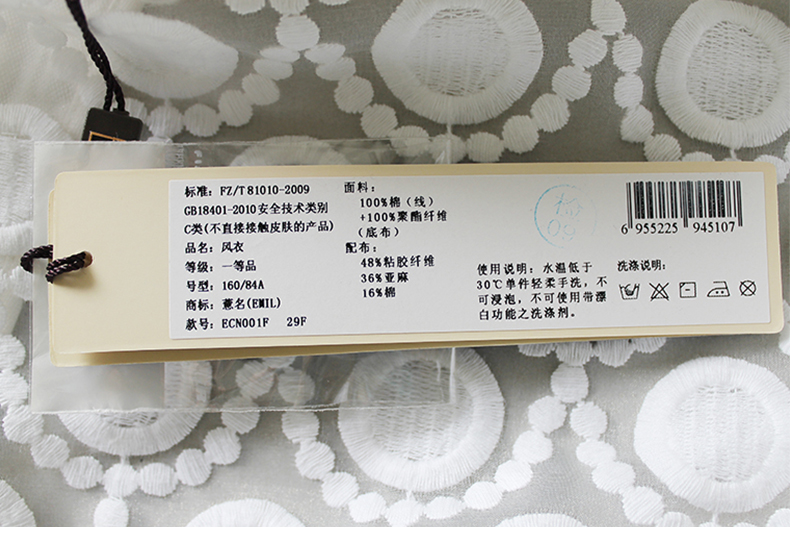 标准: FZ/T 81010-2009
GB18401-2010安全技术类别
C类(不直接接触皮肤的产品)
品名: 风衣
等级: 一等品
号型: 160/84A
商标: 薏名(EMIL)
款号: ECN001F 29F
面料:
100%棉（线）
+100%聚酯纤维
（底布）
配布:
48%粘胶纤维
36%亚麻
16%棉
使用说明: 水温低于
30℃单件轻柔手洗,不
可浸泡,不可使用带漂
白功能之洗涤剂。
6 955225 945107
洗涤说明: